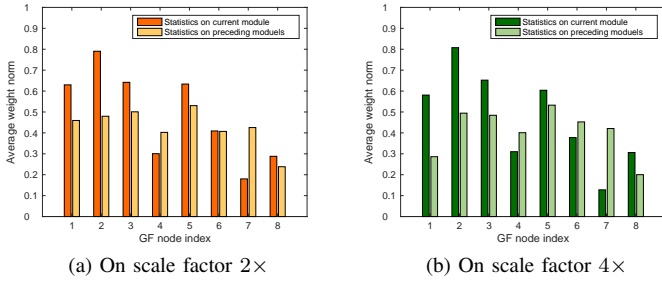 Statistics on current module
Statistics on preceding moduels
Average weight norm
1
0.9
0.8
0.7
0.6
0.5
0.4
0.3
0.2
0.1
0
1 2 3 4 5 6 7 8
GF node index
(a) On scale factor 2×
Statistics on current module
Statistics on preceding moduels
Average weight norm
1
0.9
0.8
0.7
0.6
0.5
0.4
0.3
0.2
0.1
0
1 2 3 4 5 6 7 8
GF node index
(b) On scale factor 4×